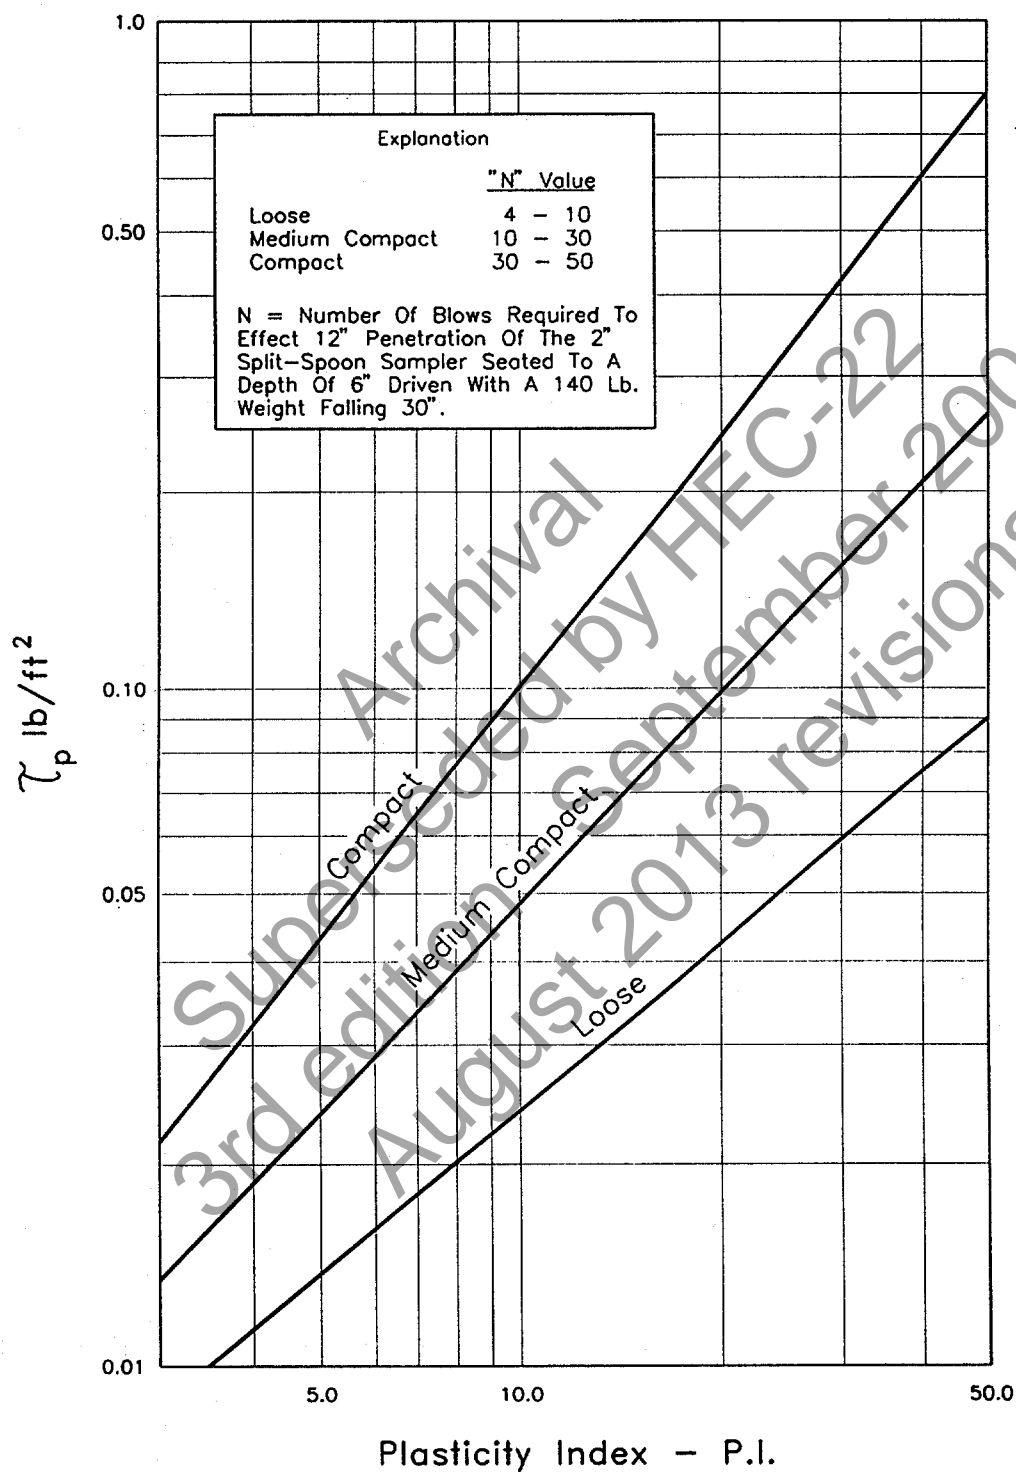 1.0
Explanation
"N" Value
Loose 4 – 10
Medium Compact 10 – 30
Compact 30 – 50
N = Number Of Blows Required To
Effect 12" Penetration Of The 2"
Split–Spoon Sampler Seated To A
Depth Of 6" Driven With A 140 Lb.
Weight Falling 30".
0.50
0.10
0.05
0.01
τp lb/ft²
Compact
Medium Compact
Loose
Archival
Superseded by HEC-22
3rd edition - September 200
August 2013 revisions
5.0 10.0 50.0
Plasticity Index – P.I.